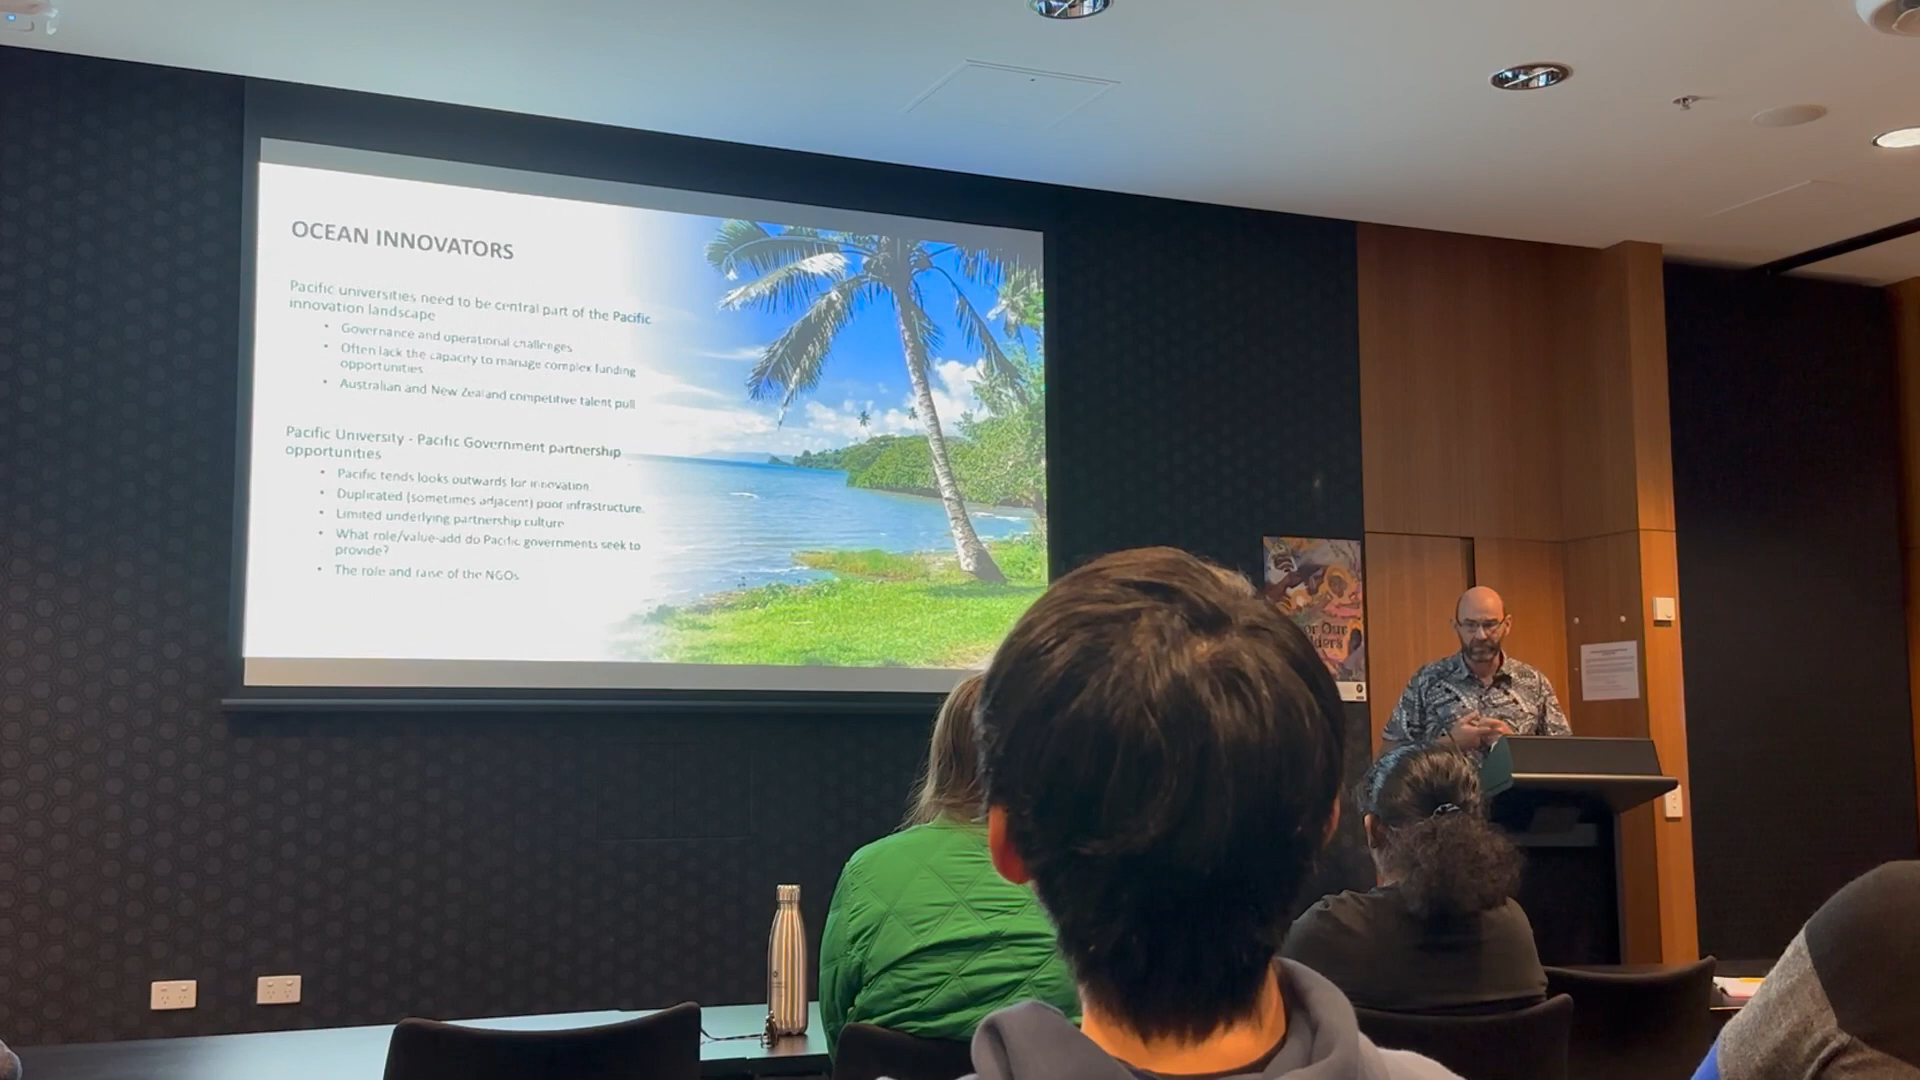 OCEAN INNOVATORS
Pacific universities need to be central part of the Pacific
innovation landscape
• Governance and operational challenges
• Often lack the capacity to manage complex funding
opportunities
• Australian and New Zealand competitive talent pull
Pacific University - Pacific Government partnership
opportunities
• Pacific tends looks outwards for innovation
• Duplicated (sometimes adjacent) poor infrastructure.
• Limited underlying partnership culture
• What role/value-add do Pacific governments seek to
provide?
• The role and raise of the NGOs
or Our
lders